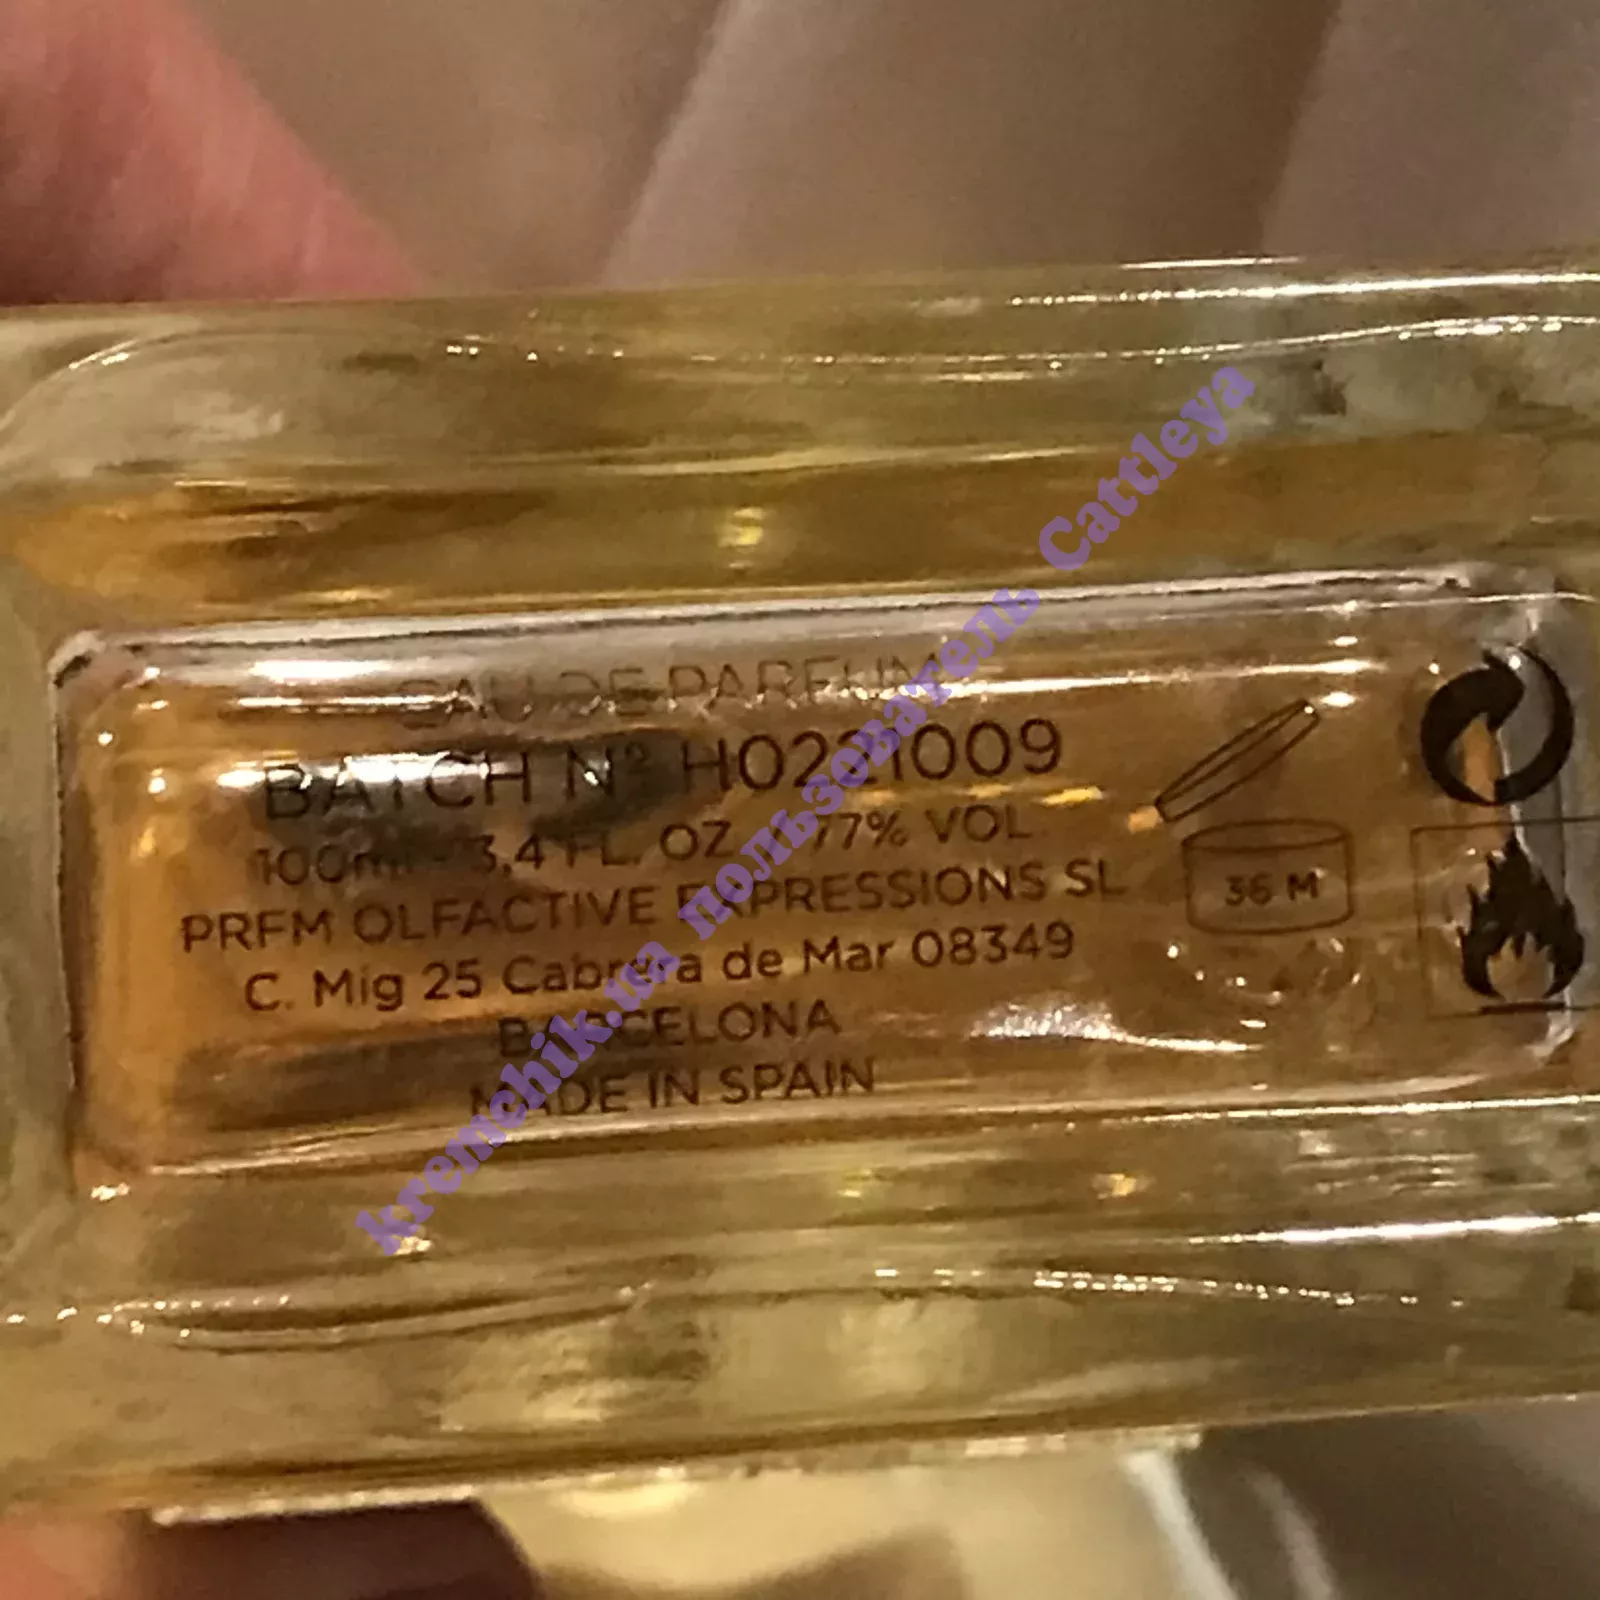 EAU DE PARFUM
BATCH Nº H0221009
100ml - 3,4 FL. OZ. - 77% VOL
PRFM OLFACTIVE EXPRESSIONS SL
C. Mig 25 Cabrera de Mar 08349
BARCELONA
MADE IN SPAIN
36 M
kremchik.ua пользователь Cattleya